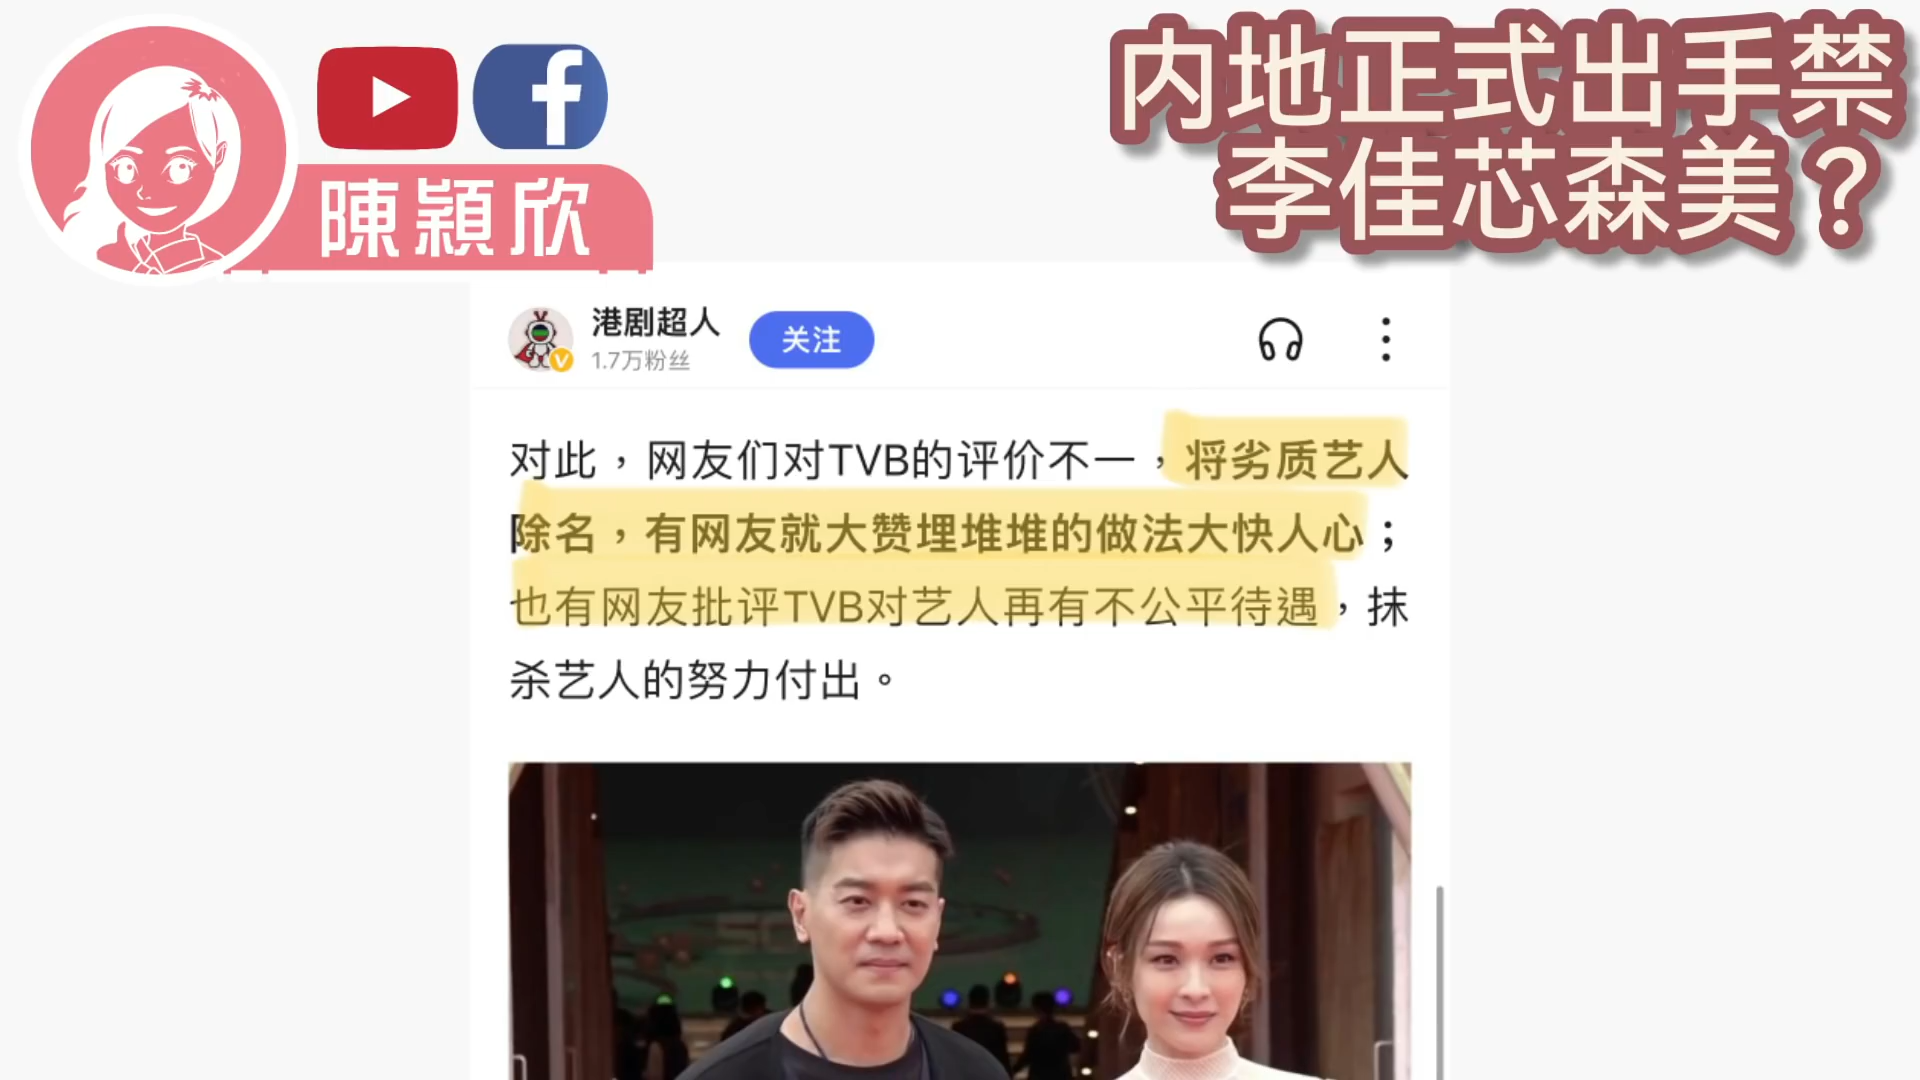 陳穎欣
内地正式出手禁
李佳芯森美？
港剧超人
1.7万粉丝
关注
对此，网友们对TVB的评价不一，将劣质艺人
除名，有网友就大赞埋堆堆的做法大快人心；
也有网友批评TVB对艺人再有不公平待遇，抹
杀艺人的努力付出。